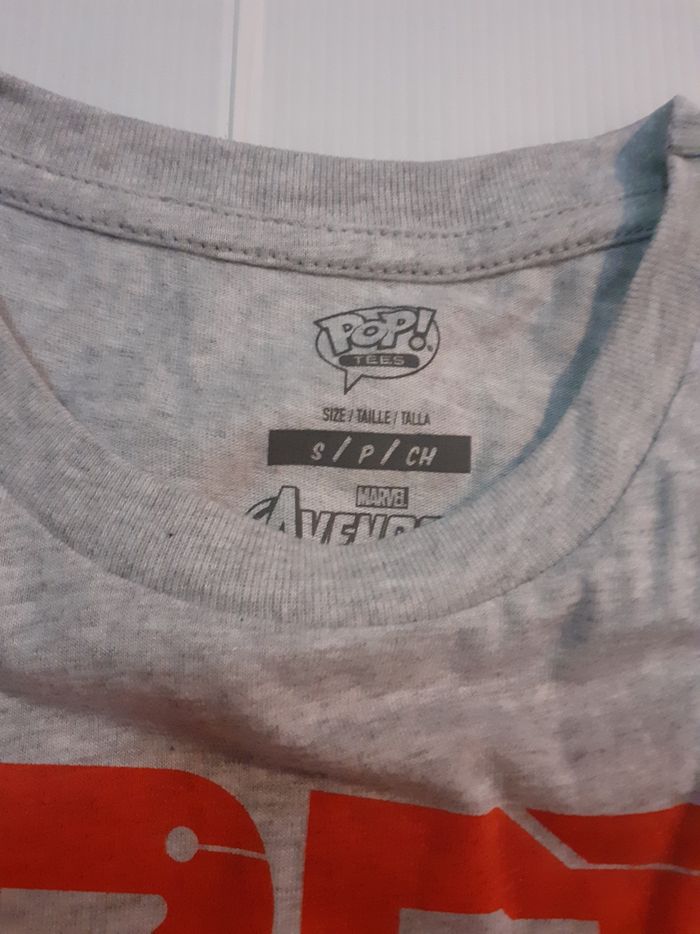 POP!
TEES
SIZE / TAILLE / TALLA
S / P / CH
MARVEL